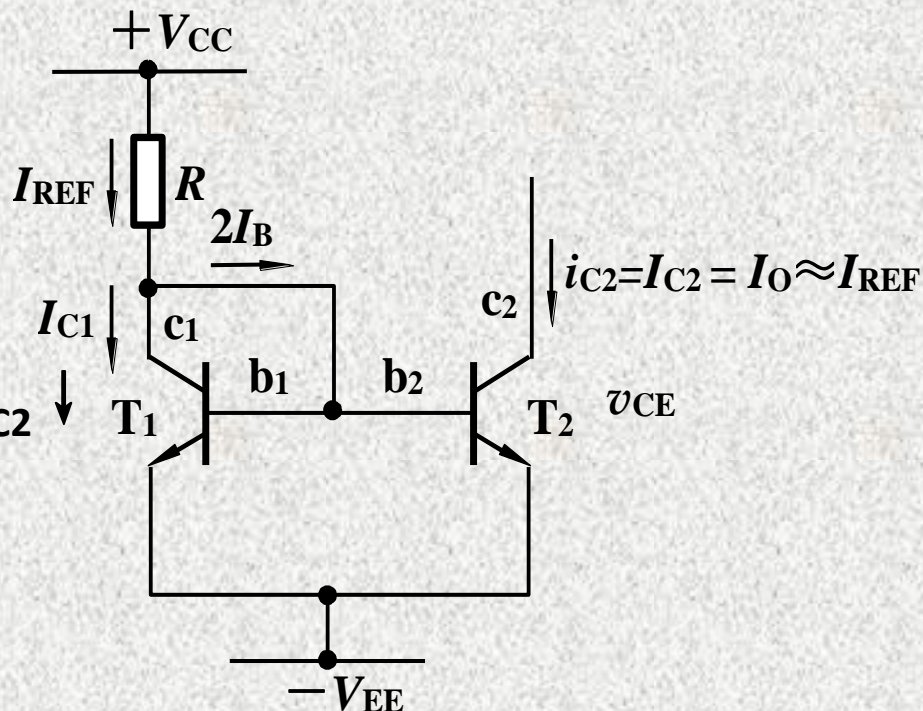 +VCC
IREF
R
2IB
iC2=IC2 = IO≈IREF
IC1
c1
c2
b1
b2
C2
T1
T2
vCE
−VEE